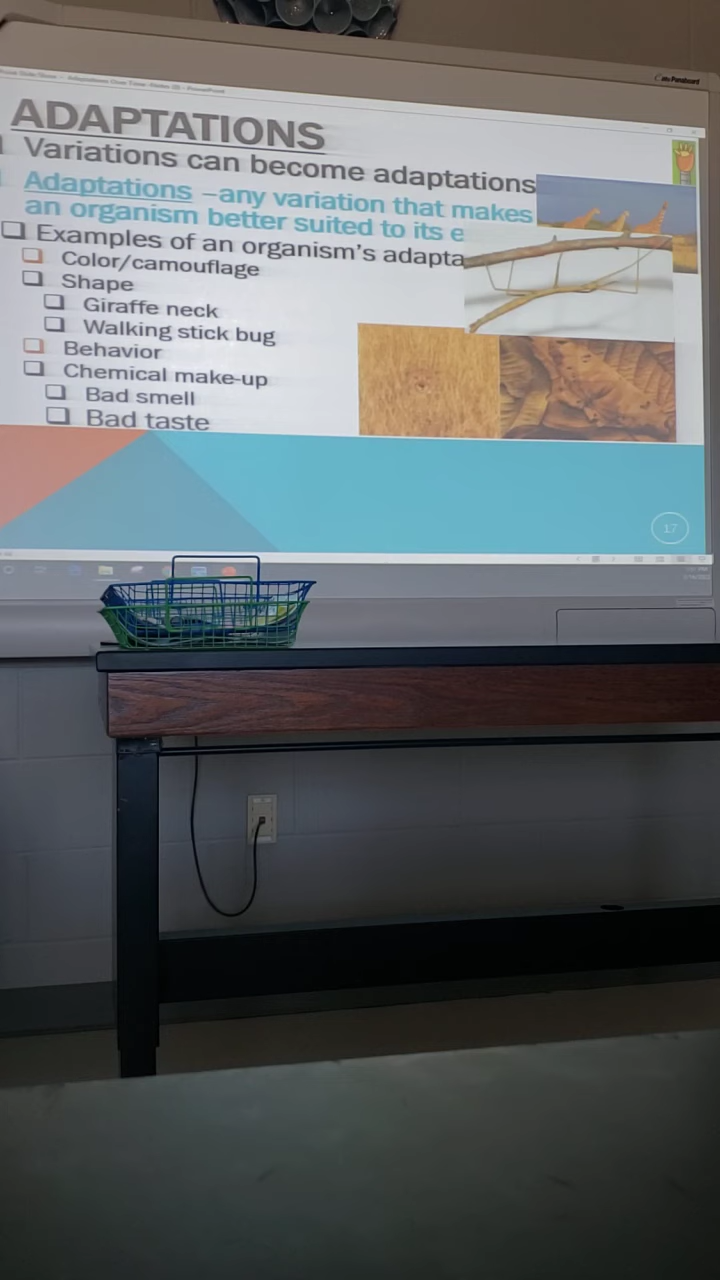 ADAPTATIONS
Variations can become adaptations
Adaptations – any variation that makes
an organism better suited to its e
Examples of an organism's adapta
Color/camouflage
Shape
Giraffe neck
Walking stick bug
Behavior
Chemical make-up
Bad smell
Bad taste
17